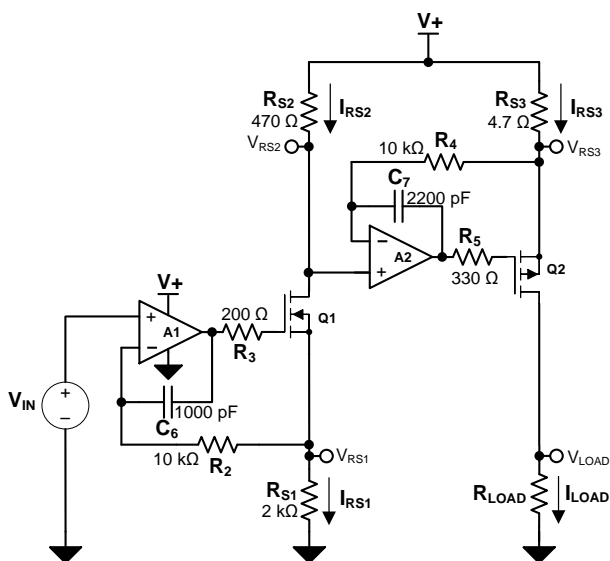 V+
RS2
470 Ω
IRS2
VRS2
RS3
4.7 Ω
IRS3
VRS3
10 kΩ
R4
C7
2200 pF
−
+
A2
R5
330 Ω
Q2
V+
+
−
A1
200 Ω
R3
Q1
VIN
+
−
C6
1000 pF
10 kΩ
R2
VRS1
RS1
2 kΩ
IRS1
VLOAD
RLOAD
ILOAD